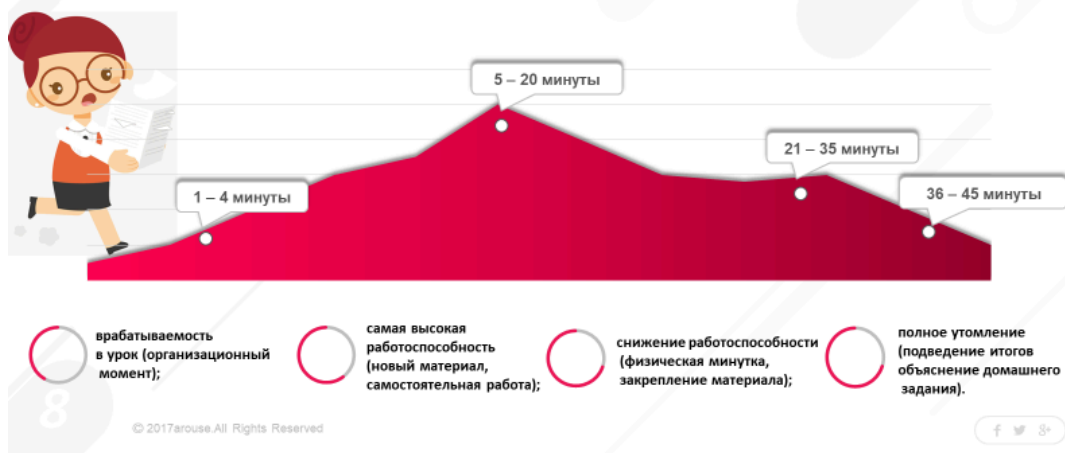 5 – 20 минуты
21 – 35 минуты
1 – 4 минуты
36 – 45 минуты
врабатываемость
в урок (организационный
момент);
самая высокая
работоспособность
(новый материал,
самостоятельная работа);
снижение работоспособности
(физическая минутка,
закрепление материала);
полное утомление
(подведение итогов
объяснение домашнего
задания).
8
© 2017arouse.All Rights Reserved
f
g+